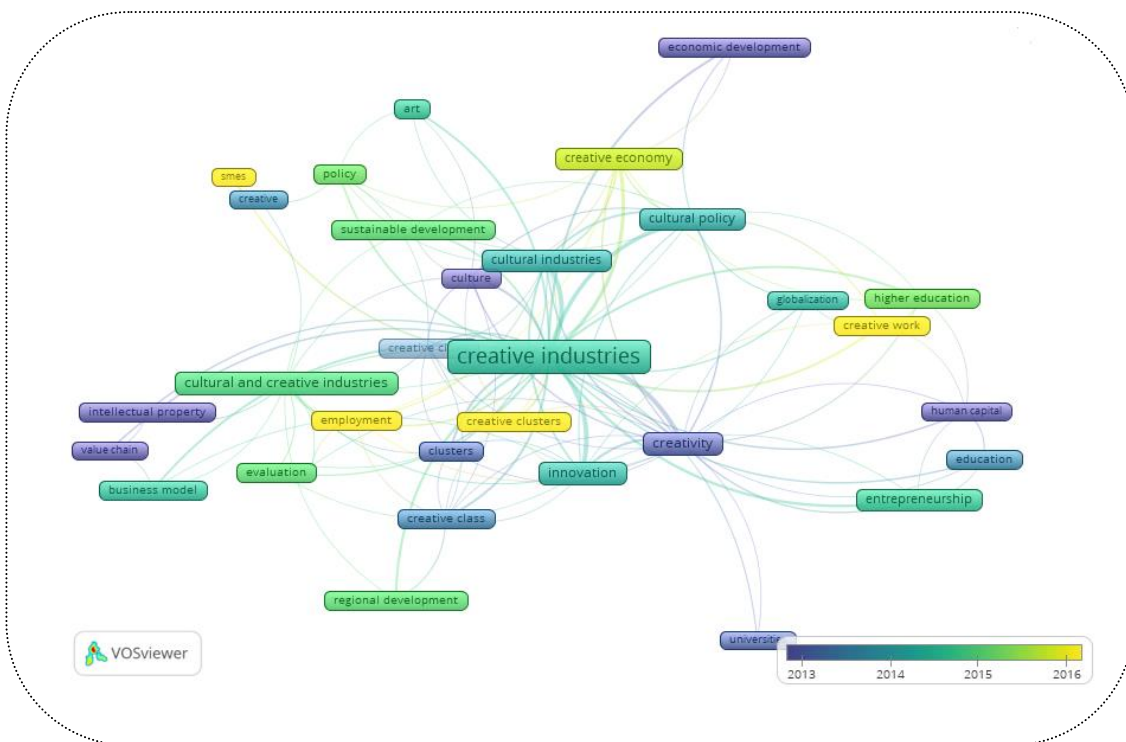 economic development
art
creative economy
policy
smes
creative
cultural policy
sustainable development
cultural industries
culture
globalization
higher education
creative work
creative industries
cultural and creative industries
intellectual property
employment
creative clusters
human capital
value chain
clusters
creativity
education
evaluation
innovation
business model
entrepreneurship
creative class
regional development
universities
VOSviewer
2013 2014 2015 2016